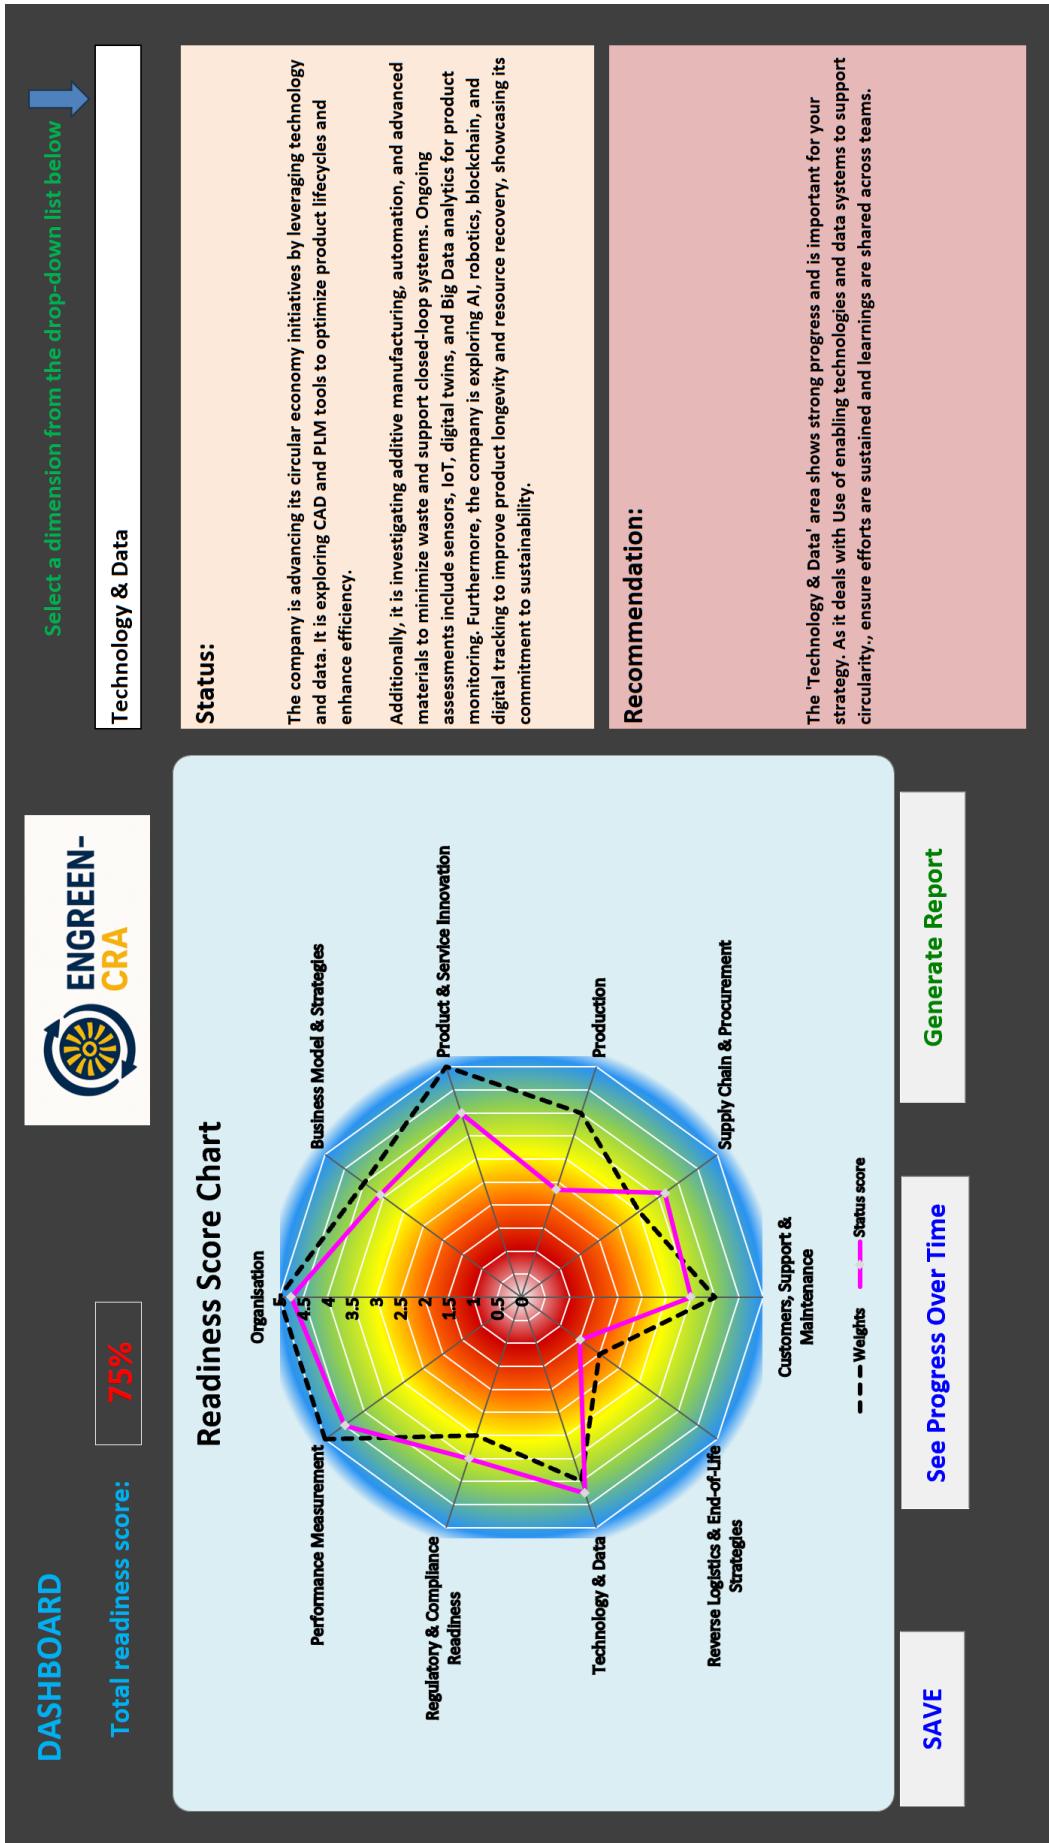 DASHBOARD
Total readiness score:
75%
ENGREEN-
CRA
Select a dimension from the drop-down list below
Technology & Data
Readiness Score Chart
Organisation
Business Model & Strategies
Product & Service Innovation
Production
Supply Chain & Procurement
Customers, Support &
Maintenance
Reverse Logistics & End-of-Life
Strategies
Technology & Data
Regulatory & Compliance
Readiness
Performance Measurement
5
4.5
4
3.5
3
2.5
2
1.5
1
0.5
0
Weights
Status score
Status:
The company is advancing its circular economy initiatives by leveraging technology
and data. It is exploring CAD and PLM tools to optimize product lifecycles and
enhance efficiency.
Additionally, it is investigating additive manufacturing, automation, and advanced
materials to minimize waste and support closed-loop systems. Ongoing
assessments include sensors, IoT, digital twins, and Big Data analytics for product
monitoring. Furthermore, the company is exploring AI, robotics, blockchain, and
digital tracking to improve product longevity and resource recovery, showcasing its
commitment to sustainability.
Recommendation:
The 'Technology & Data' area shows strong progress and is important for your
strategy. As it deals with Use of enabling technologies and data systems to support
circularity., ensure efforts are sustained and learnings are shared across teams.
SAVE
See Progress Over Time
Generate Report